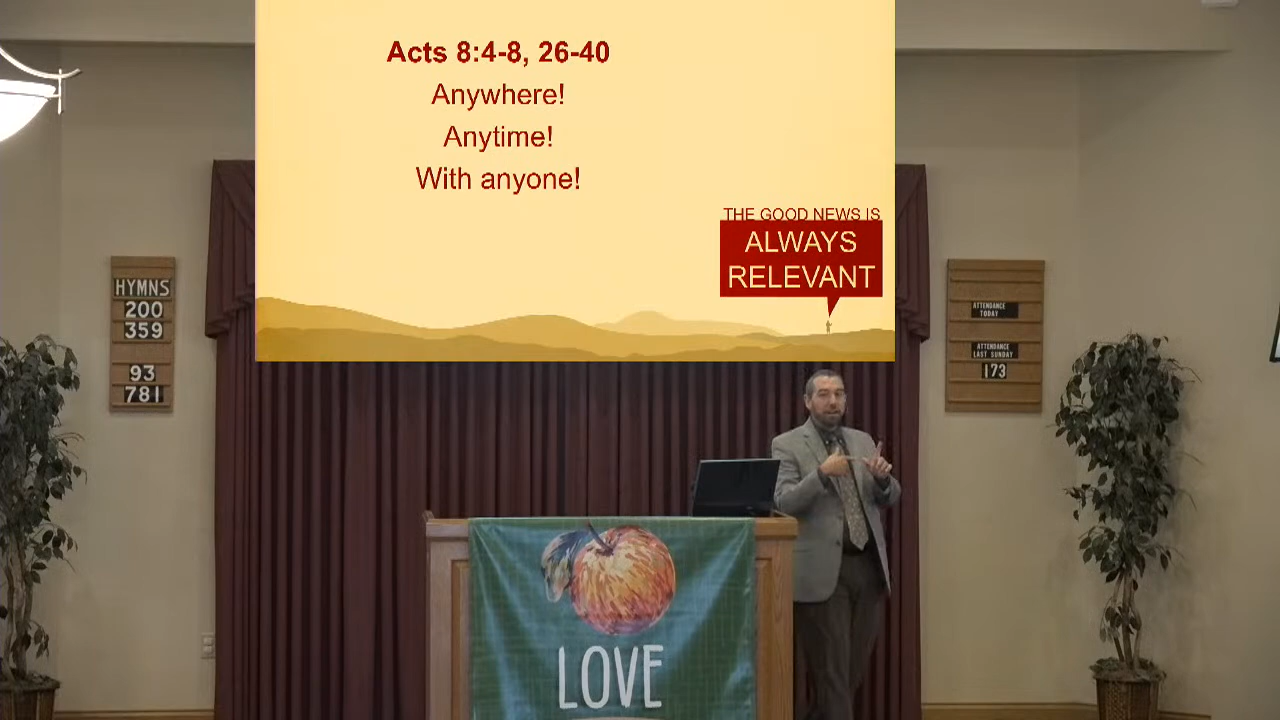 Acts 8:4-8, 26-40
Anywhere!
Anytime!
With anyone!
THE GOOD NEWS IS
ALWAYS
RELEVANT
HYMNS
200
359
93
781
ATTENDANCE
TODAY
ATTENDANCE
LAST SUNDAY
173
LOVE